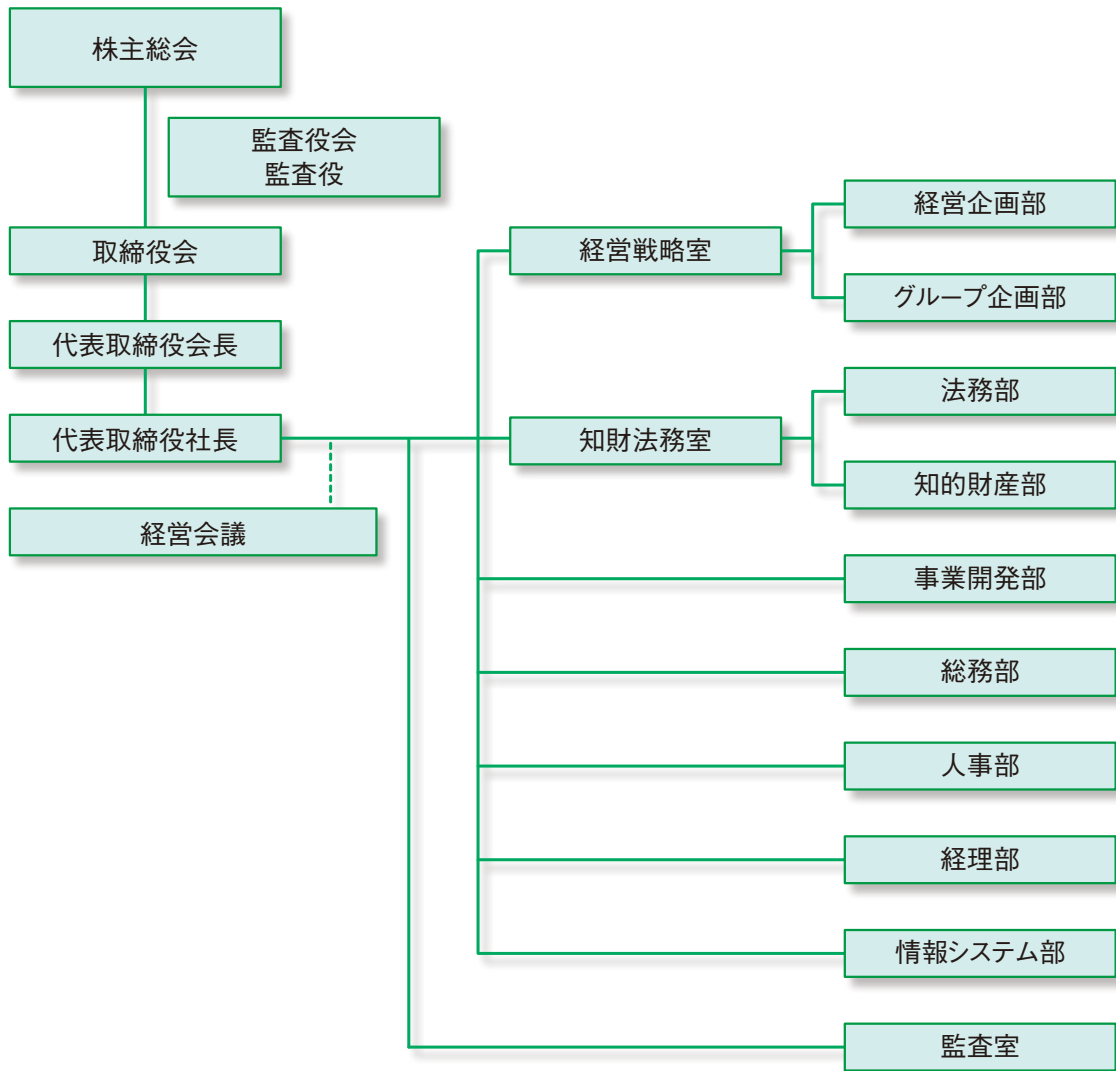 株主総会
監査役会
監査役
取締役会
代表取締役会長
代表取締役社長
経営会議
経営戦略室
経営企画部
グループ企画部
知財法務室
法務部
知的財産部
事業開発部
総務部
人事部
経理部
情報システム部
監査室